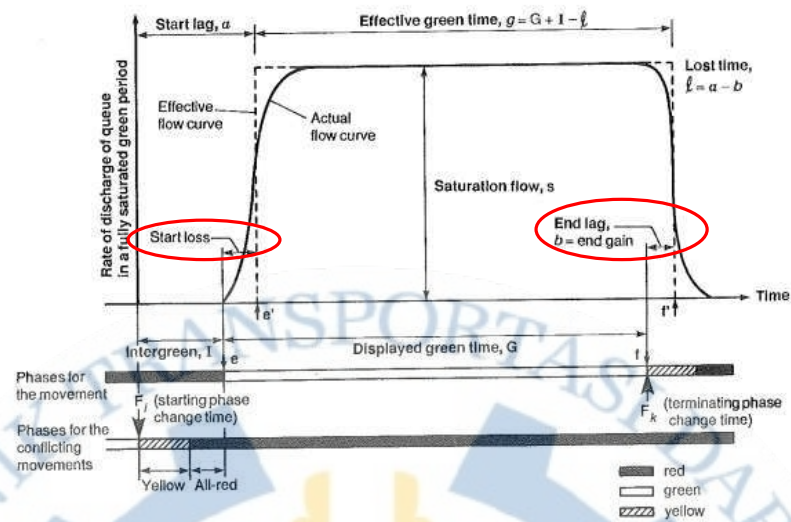 Start lag, a
Effective green time, g = G + I - ℓ
Lost time,
ℓ = a - b
Effective
flow curve
Actual
flow curve
Rate of discharge of queue
in a fully saturated green period
Saturation flow, s
Start loss
End lag,
b = end gain
Time
e'
f'
Intergreen, I
e
Displayed green time, G
f
Phases for
the movement
F i (starting phase
change time)
F k (terminating phase
change time)
Phases for the
conflicting
movements
Yellow
All-red
red
green
yellow
TRANSPORTASI DAR